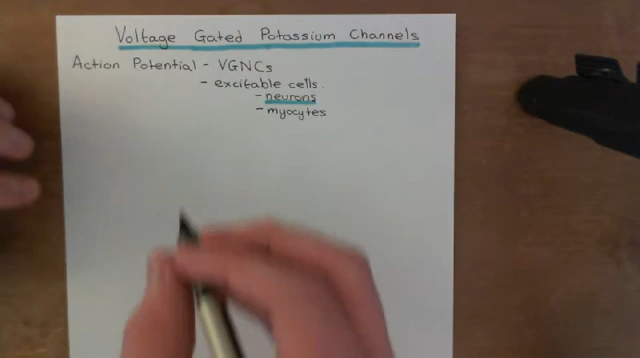 Voltage Gated Potassium Channels
Action Potential - VGNCs
- excitable cells.
- neurons
- myocytes